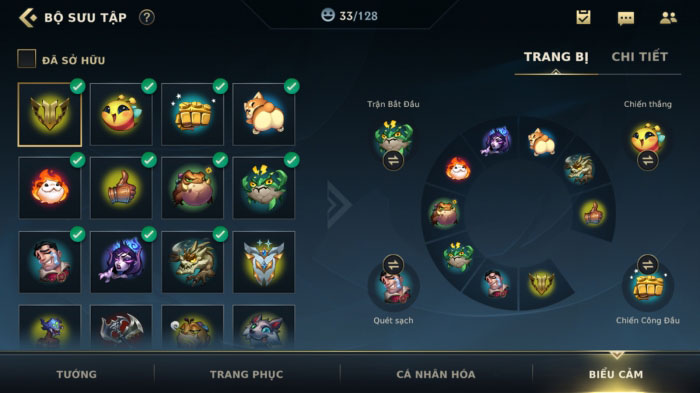 BỘ SƯU TẬP ?
33/128
ĐÃ SỞ HỮU
TRANG BỊ
CHI TIẾT
Trận Bắt Đầu
Chiến thắng
Quét sạch
Chiến Công Đầu
TƯỚNG
TRANG PHỤC
CÁ NHÂN HÓA
BIỂU CẢM